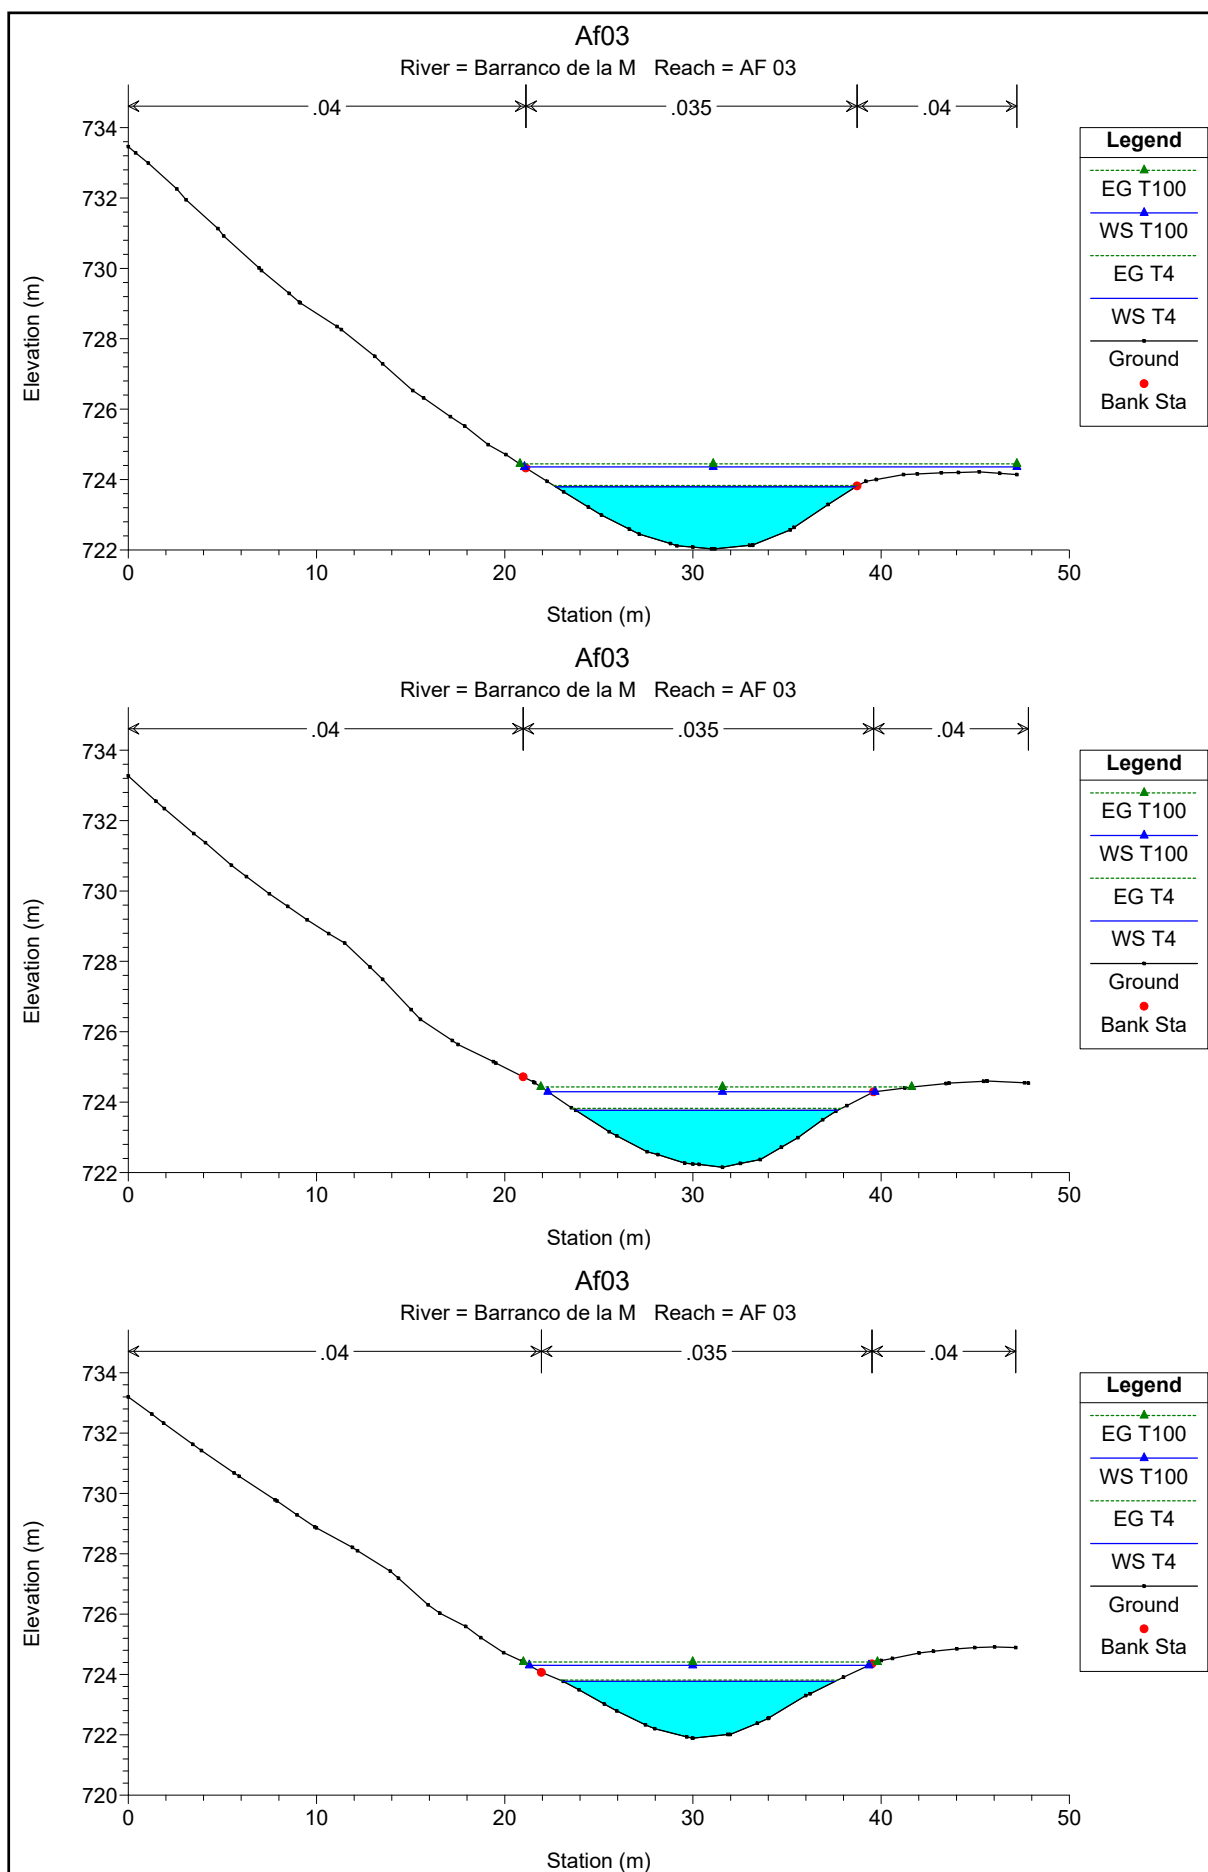 Af03
River = Barranco de la M   Reach = AF 03
.04
.035
.04
734
732
730
728
726
724
722
Elevation (m)
0
10
20
30
40
50
Station (m)
Legend
EG T100
WS T100
EG T4
WS T4
Ground
Bank Sta
Af03
River = Barranco de la M   Reach = AF 03
.04
.035
.04
734
732
730
728
726
724
722
Elevation (m)
0
10
20
30
40
50
Station (m)
Legend
EG T100
WS T100
EG T4
WS T4
Ground
Bank Sta
Af03
River = Barranco de la M   Reach = AF 03
.04
.035
.04
734
732
730
728
726
724
722
720
Elevation (m)
0
10
20
30
40
50
Station (m)
Legend
EG T100
WS T100
EG T4
WS T4
Ground
Bank Sta